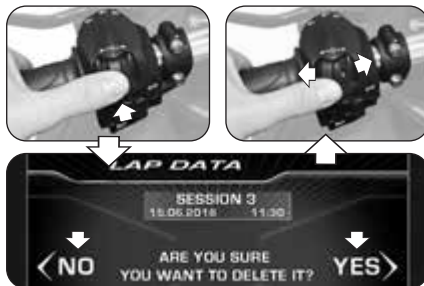 LAP DATA
SESSION 3
15.06.2016 11:30
<NO
ARE YOU SURE
YOU WANT TO DELETE IT?
YES>